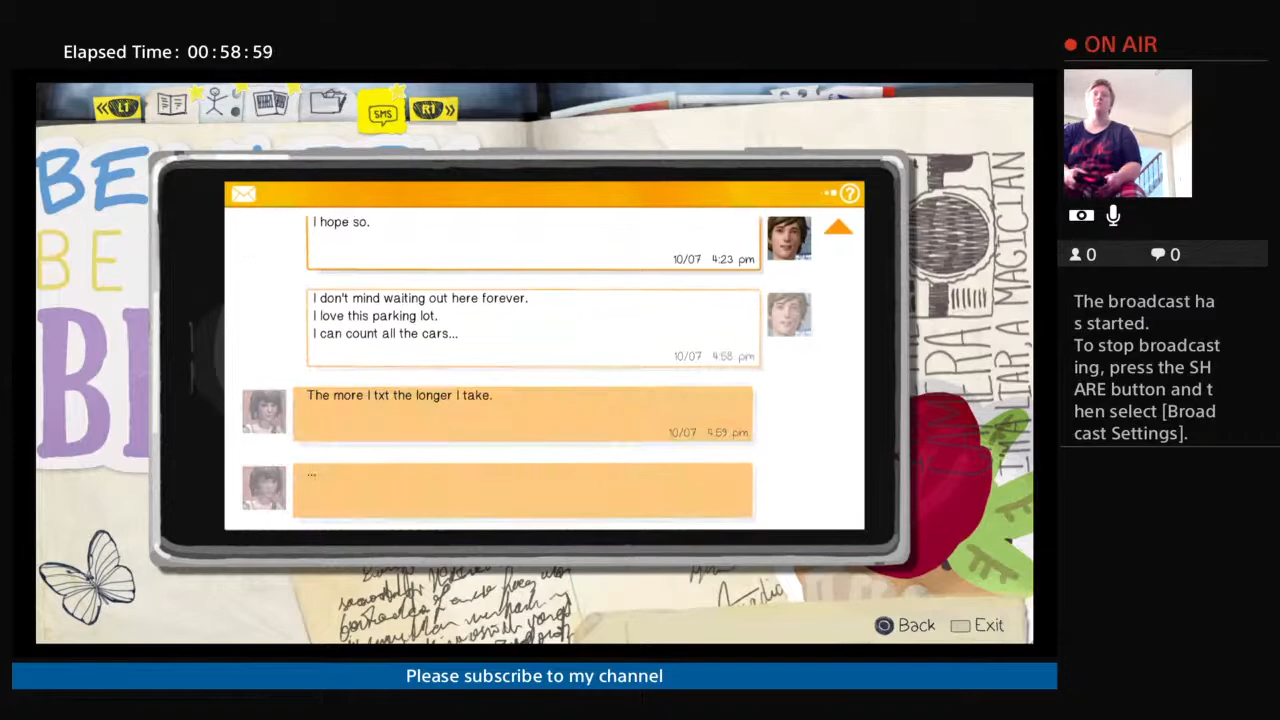 Elapsed Time: 00:58:59
ON AIR
LT
SMS
RT
BE
BE
I hope so.
10/07 4:23 pm
I don't mind waiting out here forever.
I love this parking lot.
I can count all the cars...
10/07 4:58 pm
The more I txt the longer I take.
10/07 4:59 pm
...
0
0
The broadcast ha
s started.
To stop broadcast
ing, press the SH
ARE button and t
hen select [Broad
cast Settings].
A MAGICIAN
Back
Exit
Please subscribe to my channel